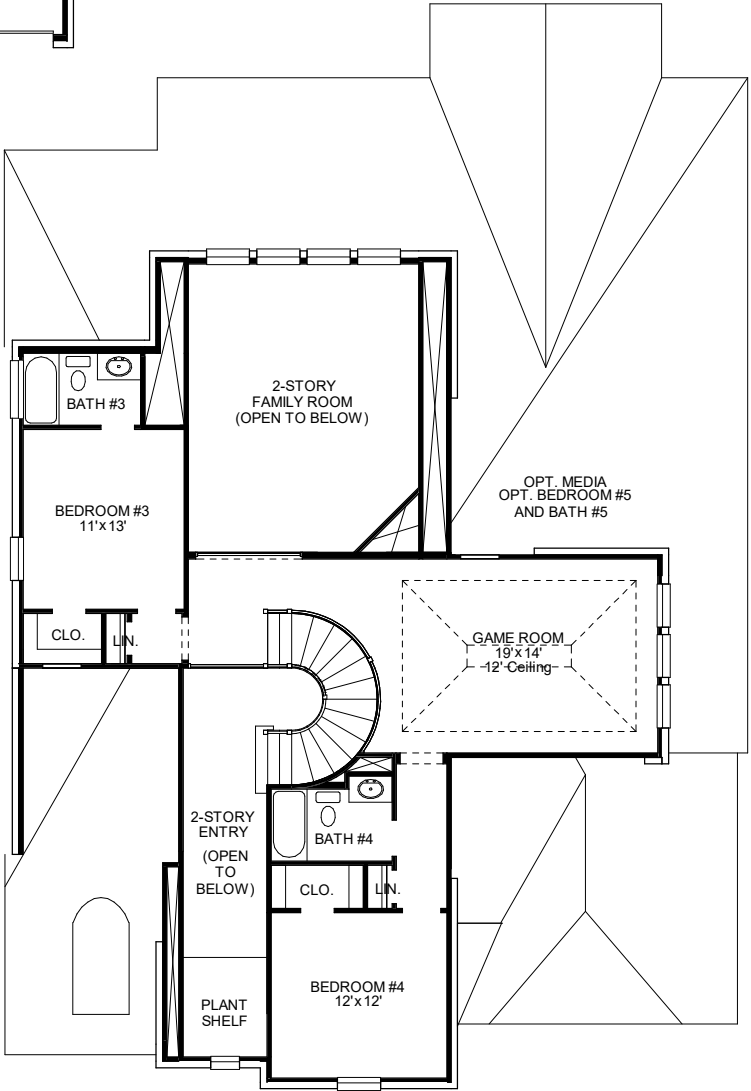 2-STORY
FAMILY ROOM
(OPEN TO BELOW)
BATH #3
BEDROOM #3
11'x13'
OPT. MEDIA
OPT. BEDROOM #5
AND BATH #5
CLO.
LIN.
GAME ROOM
19'x14'
12' Ceiling
2-STORY
ENTRY
(OPEN
TO
BELOW)
BATH #4
CLO.
LIN.
BEDROOM #4
12'x12'
PLANT
SHELF